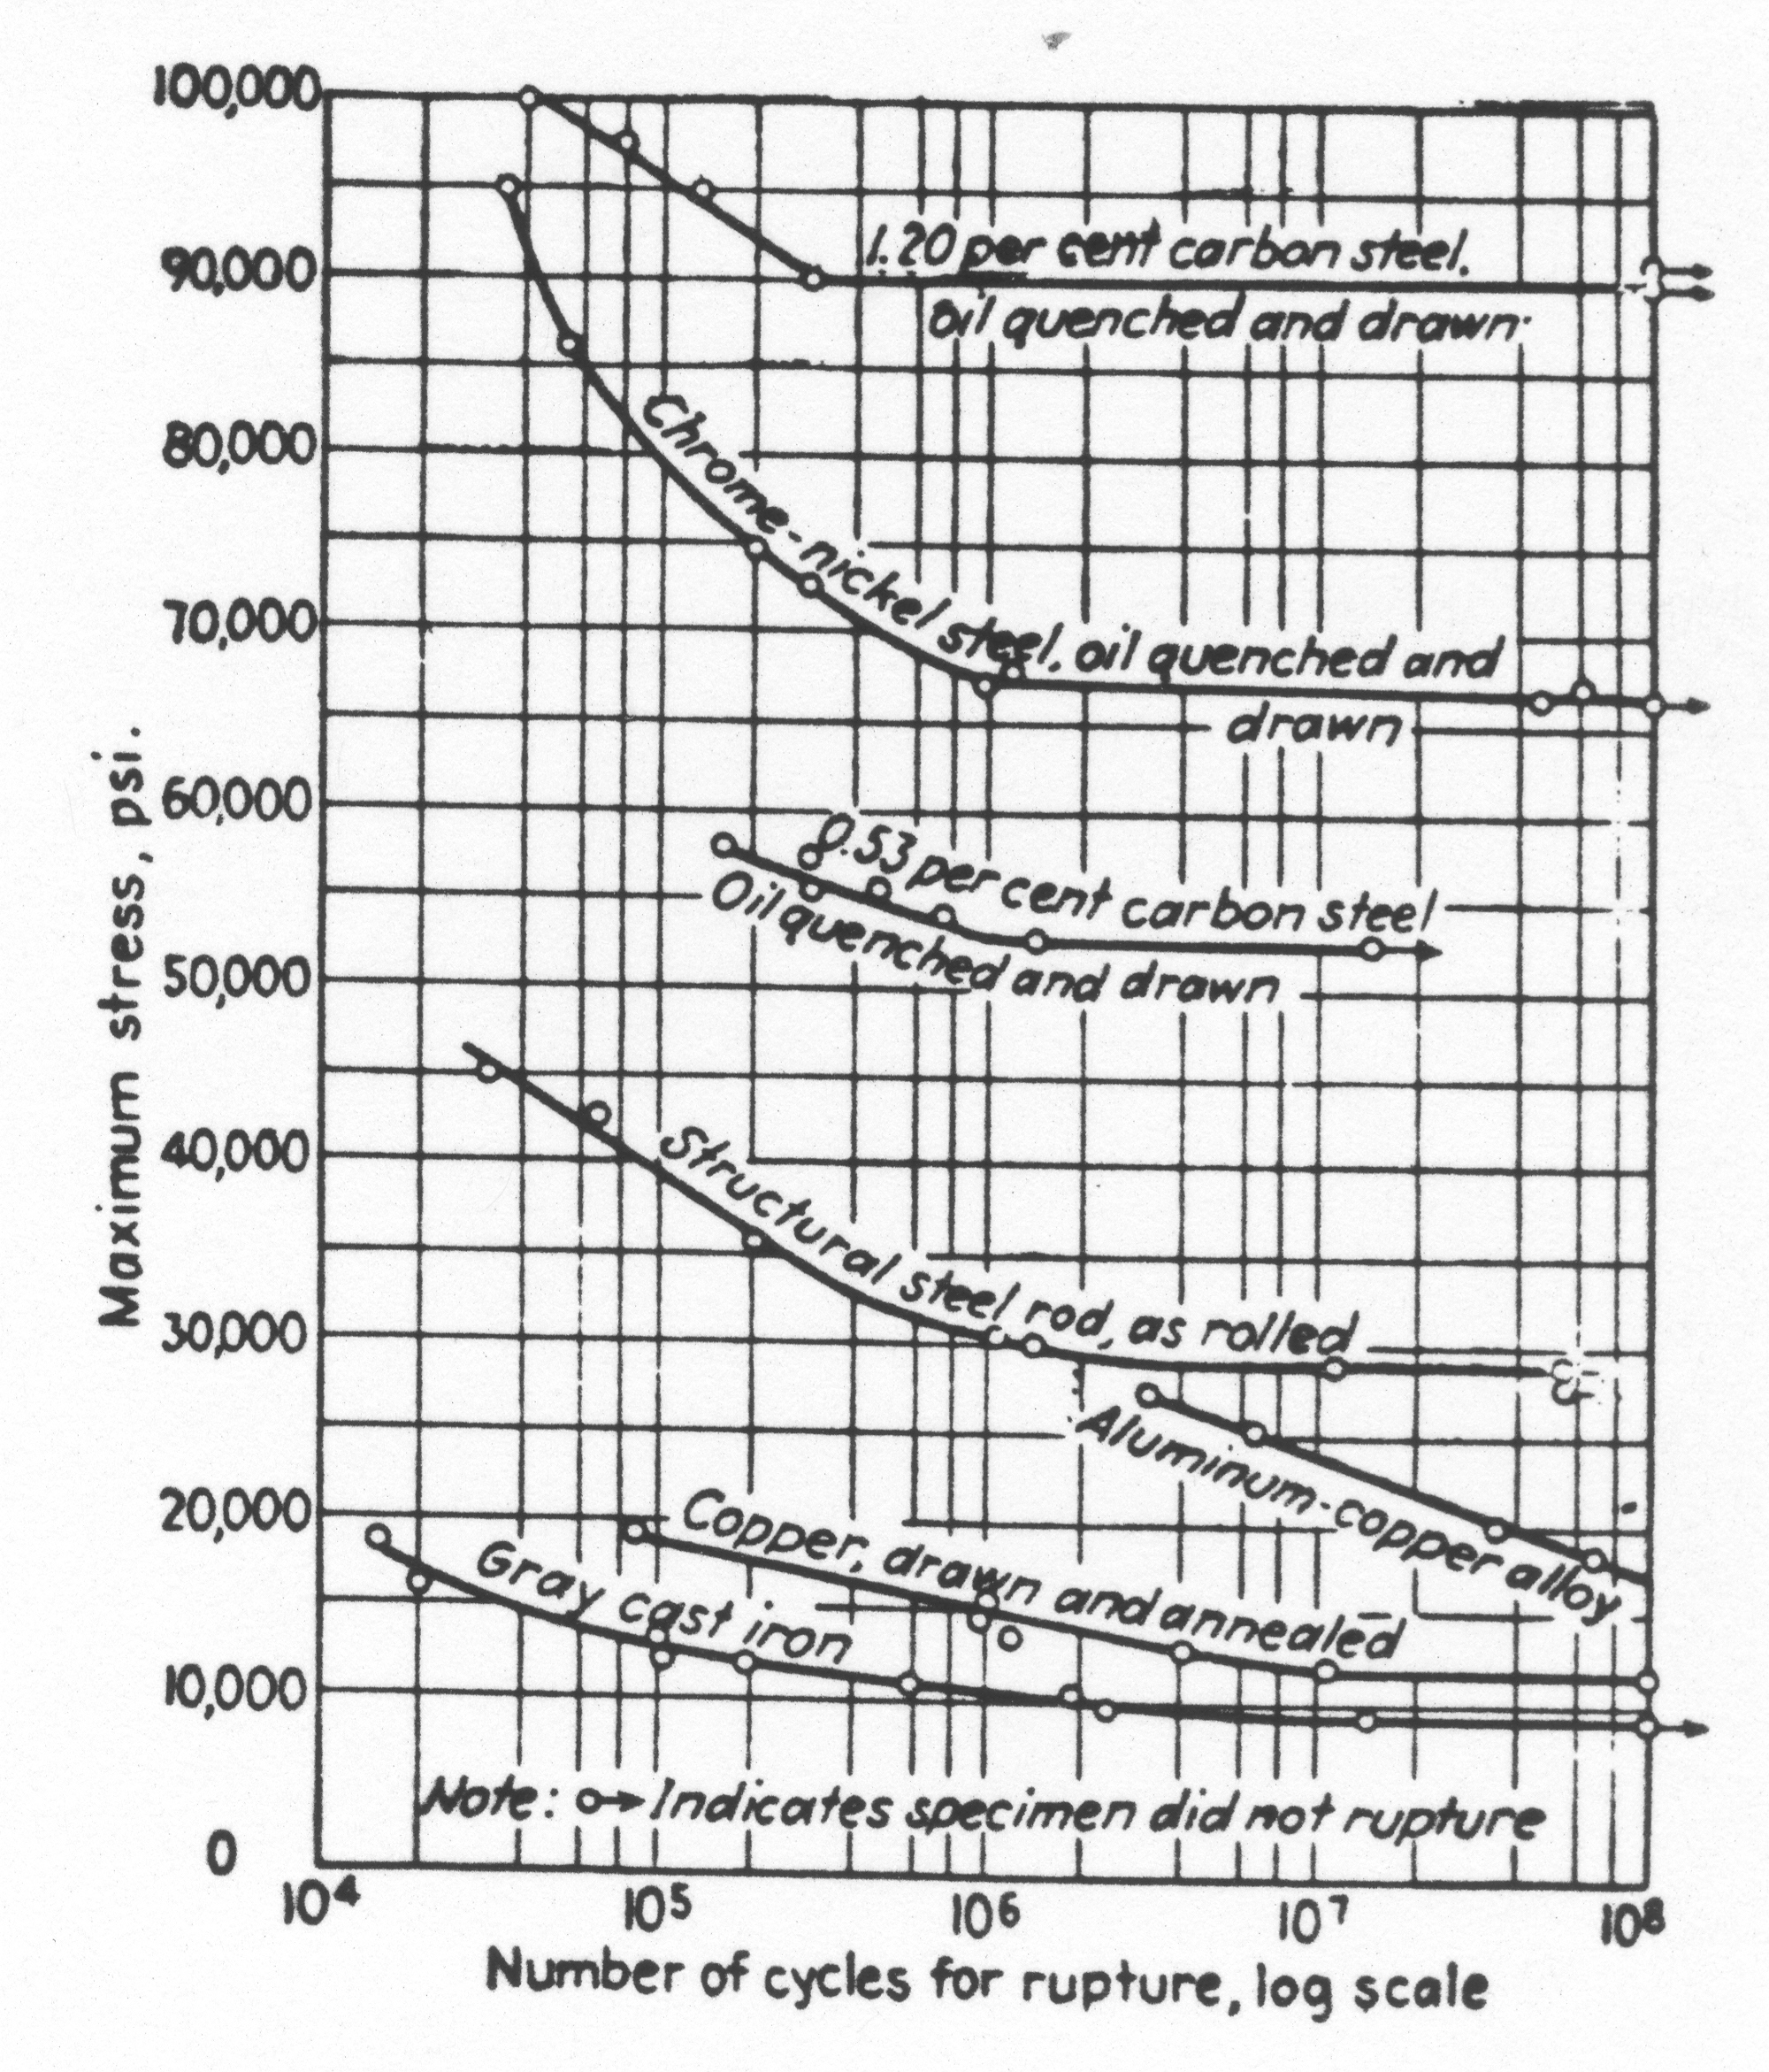 100,000
90,000
80,000
70,000
60,000
50,000
40,000
30,000
20,000
10,000
0
Maximum stress, psi.
1.20 per cent carbon steel.
oil quenched and drawn.
Chrome-nickel steel, oil quenched and
drawn
0.53 per cent carbon steel
Oil quenched and drawn
Structural steel rod, as rolled
Aluminum-copper alloy
Copper, drawn and annealed
Gray cast iron
Note: o→ Indicates specimen did not rupture
10⁴ 10⁵ 10⁶ 10⁷ 10⁸
Number of cycles for rupture, log scale